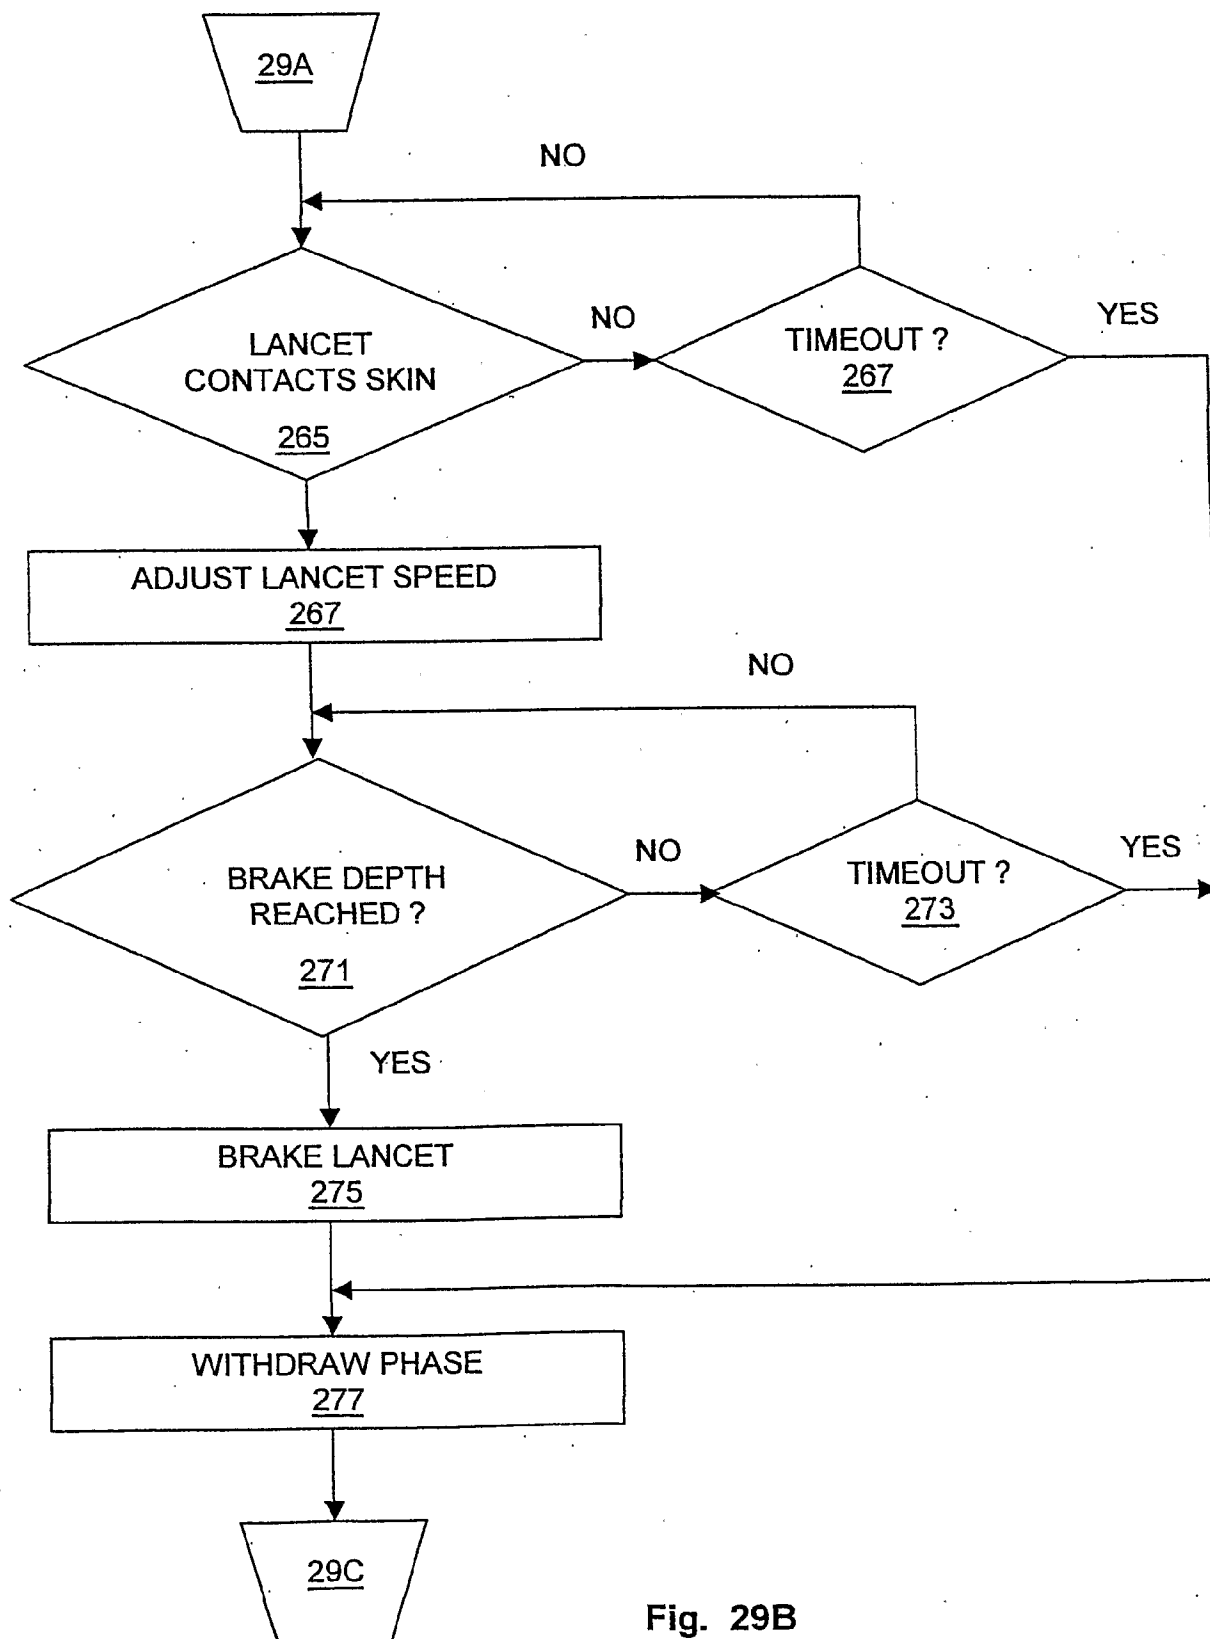 29A
NO
LANCET
CONTACTS SKIN
265
NO
TIMEOUT ?
267
YES
ADJUST LANCET SPEED
267
NO
BRAKE DEPTH
REACHED ?
271
NO
TIMEOUT ?
273
YES
YES
BRAKE LANCET
275
WITHDRAW PHASE
277
29C
Fig. 29B